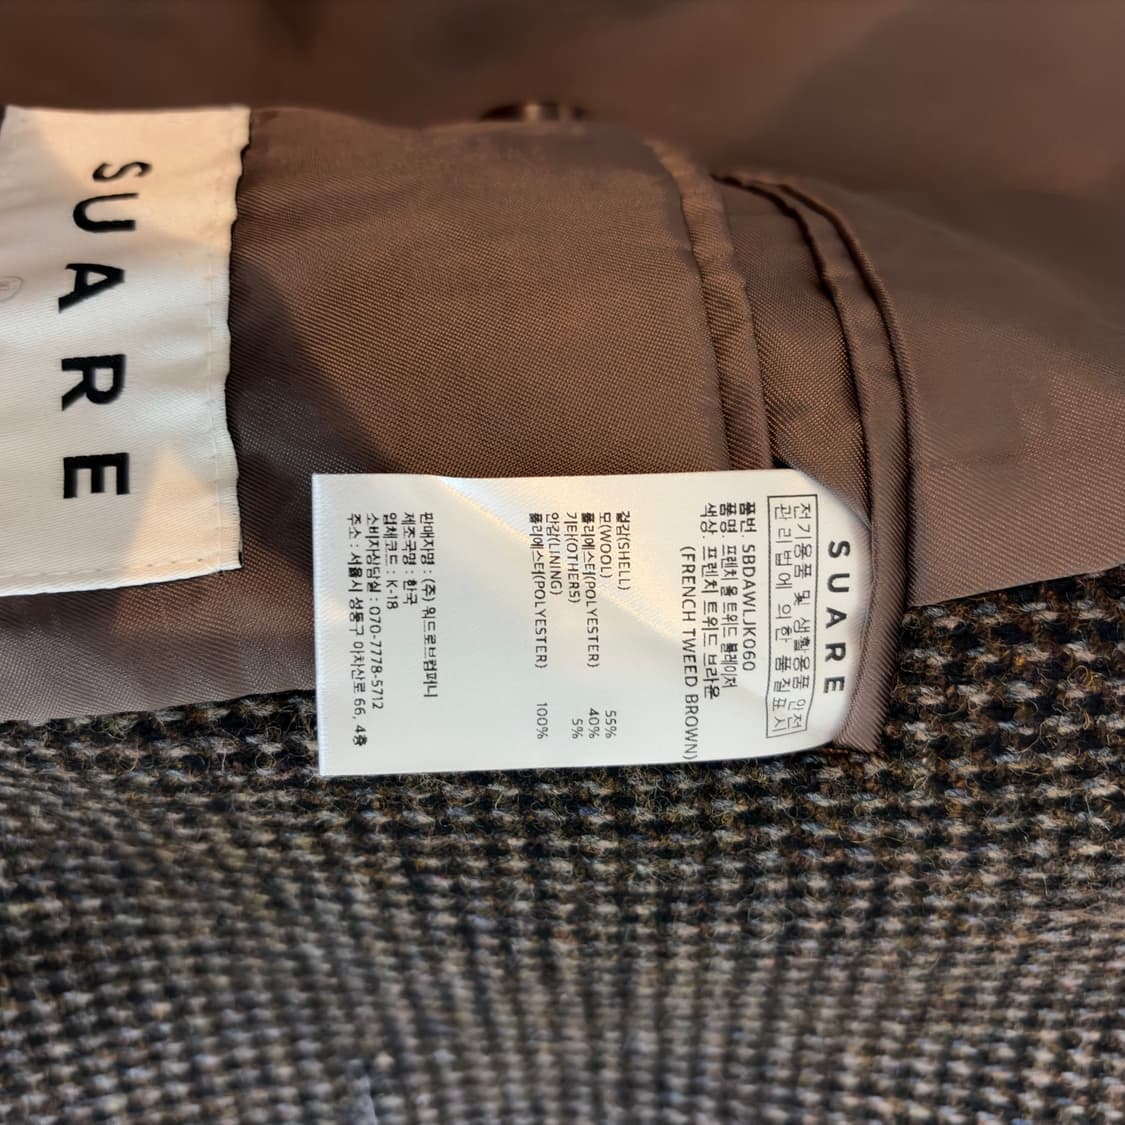 SUARE
SUARE
전기용품 및 생활용품 안전
관리법에 의한 품질표시
품번. SBDAWLJK060
품명. 프렌치 울 트위드 블레이저
색상. 프렌치 트위드 브라운
(FRENCH TWEED BROWN)
겉감(SHELL)
모(WOOL) 55%
폴리에스터(POLYESTER) 40%
기타(OTHERS) 5%
안감(LINING)
폴리에스터(POLYESTER) 100%
판매자명 : (주) 워드로브컴퍼니
제조국명 : 한국
업체코드 : K-18
소비자상담실 : 070-7778-5712
주소 : 서울시 성동구 아차산로 66, 4층